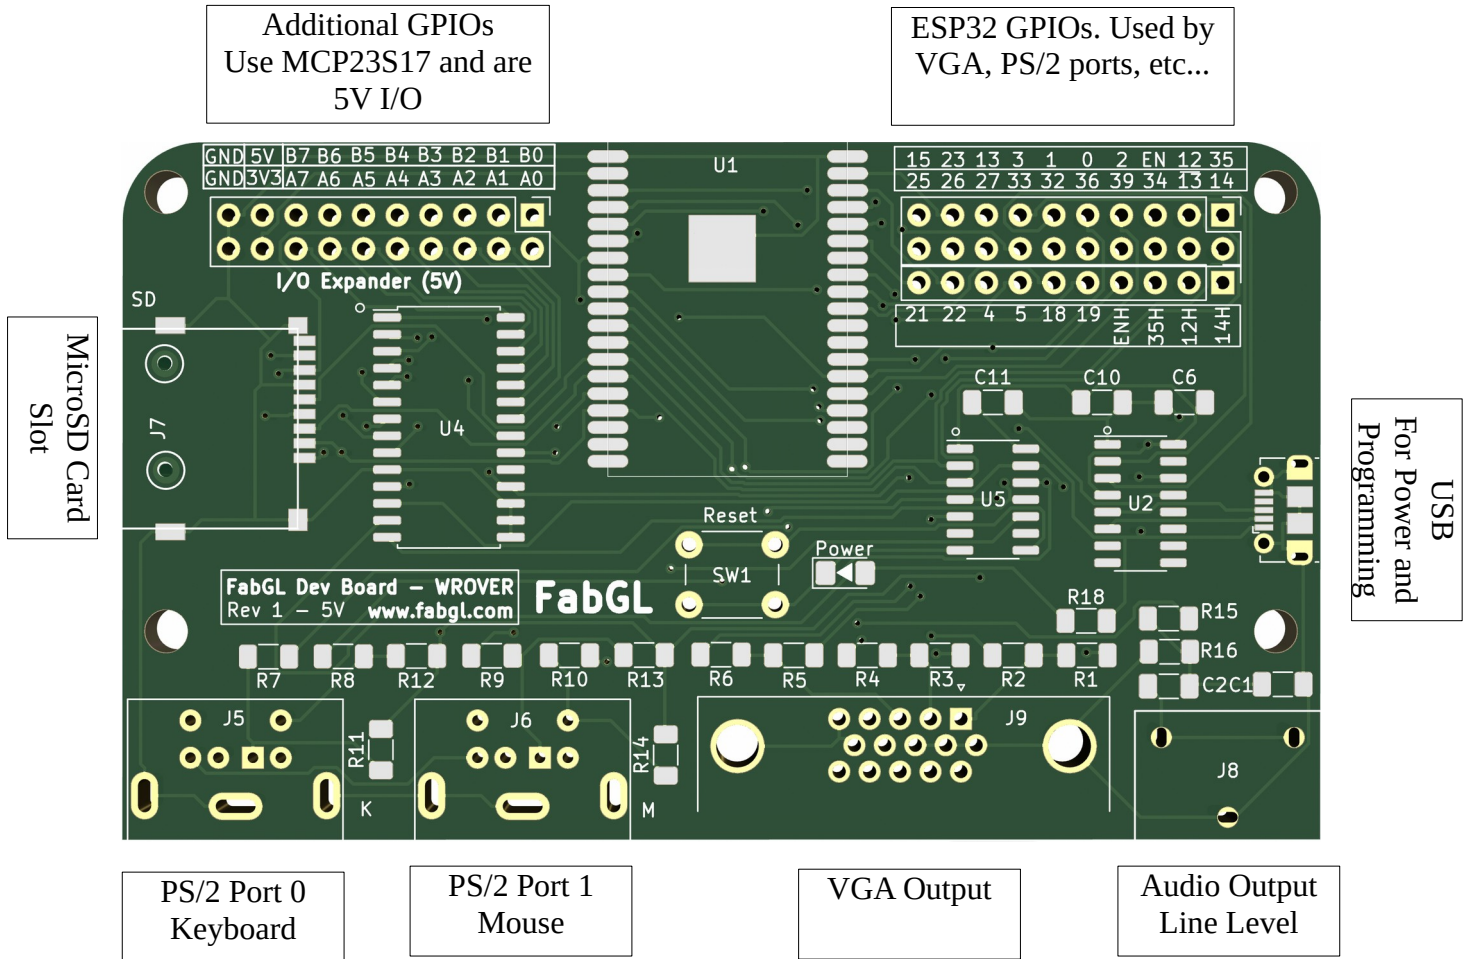 Additional GPIOs
Use MCP23S17 and are
5V I/O
ESP32 GPIOs. Used by
VGA, PS/2 ports, etc...
GND 5V B7 B6 B5 B4 B3 B2 B1 B0
GND 3V3 A7 A6 A5 A4 A3 A2 A1 A0
U1
15 23 13 3 1 0 2 EN 12 35
25 26 27 33 32 36 39 34 13 14
I/O Expander (5V)
SD
21 22 4 5 18 19 ENH 35H 12H 14H
MicroSD Card
Slot
J7
U4
C11
C10
C6
U5
U2
USB
For Power and
Programming
Reset
SW1
Power
FabGL Dev Board – WROVER
Rev 1 – 5V www.fabgl.com
FabGL
R18
R15
R16
C2
C1
R7
R8
R12
R9
R10
R13
R6
R5
R4
R3
R2
R1
J5
R11
K
J6
R14
M
J9
J8
PS/2 Port 0
Keyboard
PS/2 Port 1
Mouse
VGA Output
Audio Output
Line Level